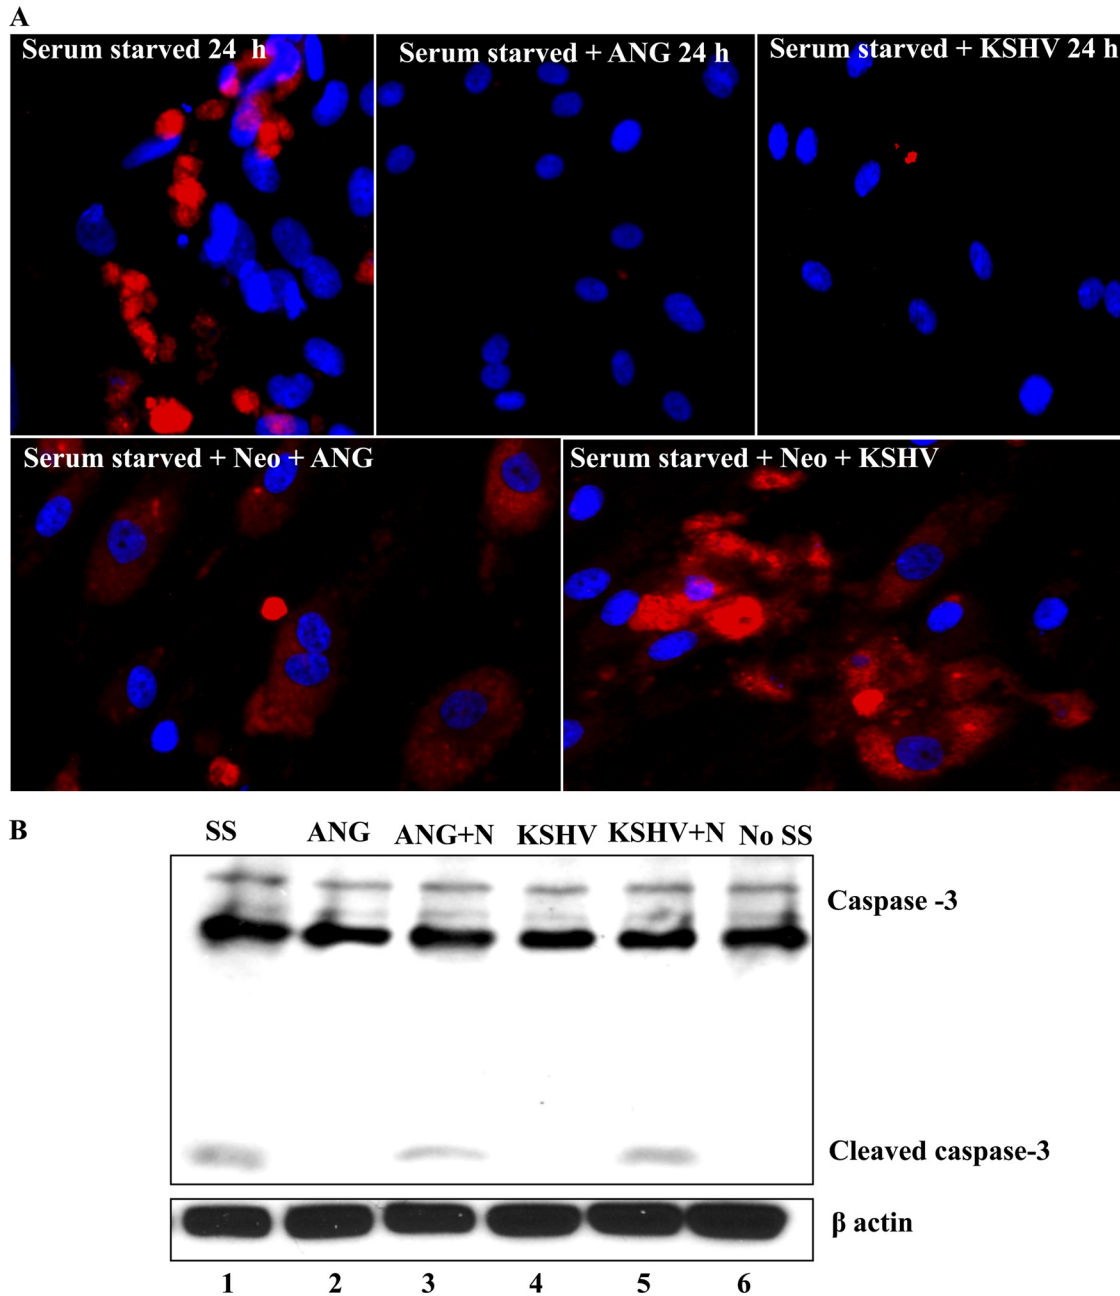 A
Serum starved 24 h
Serum starved + ANG 24 h
Serum starved + KSHV 24 h
Serum starved + Neo + ANG
Serum starved + Neo + KSHV
B
SS ANG ANG+N KSHV KSHV+N No SS
Caspase -3
Cleaved caspase-3
β actin
1 2 3 4 5 6